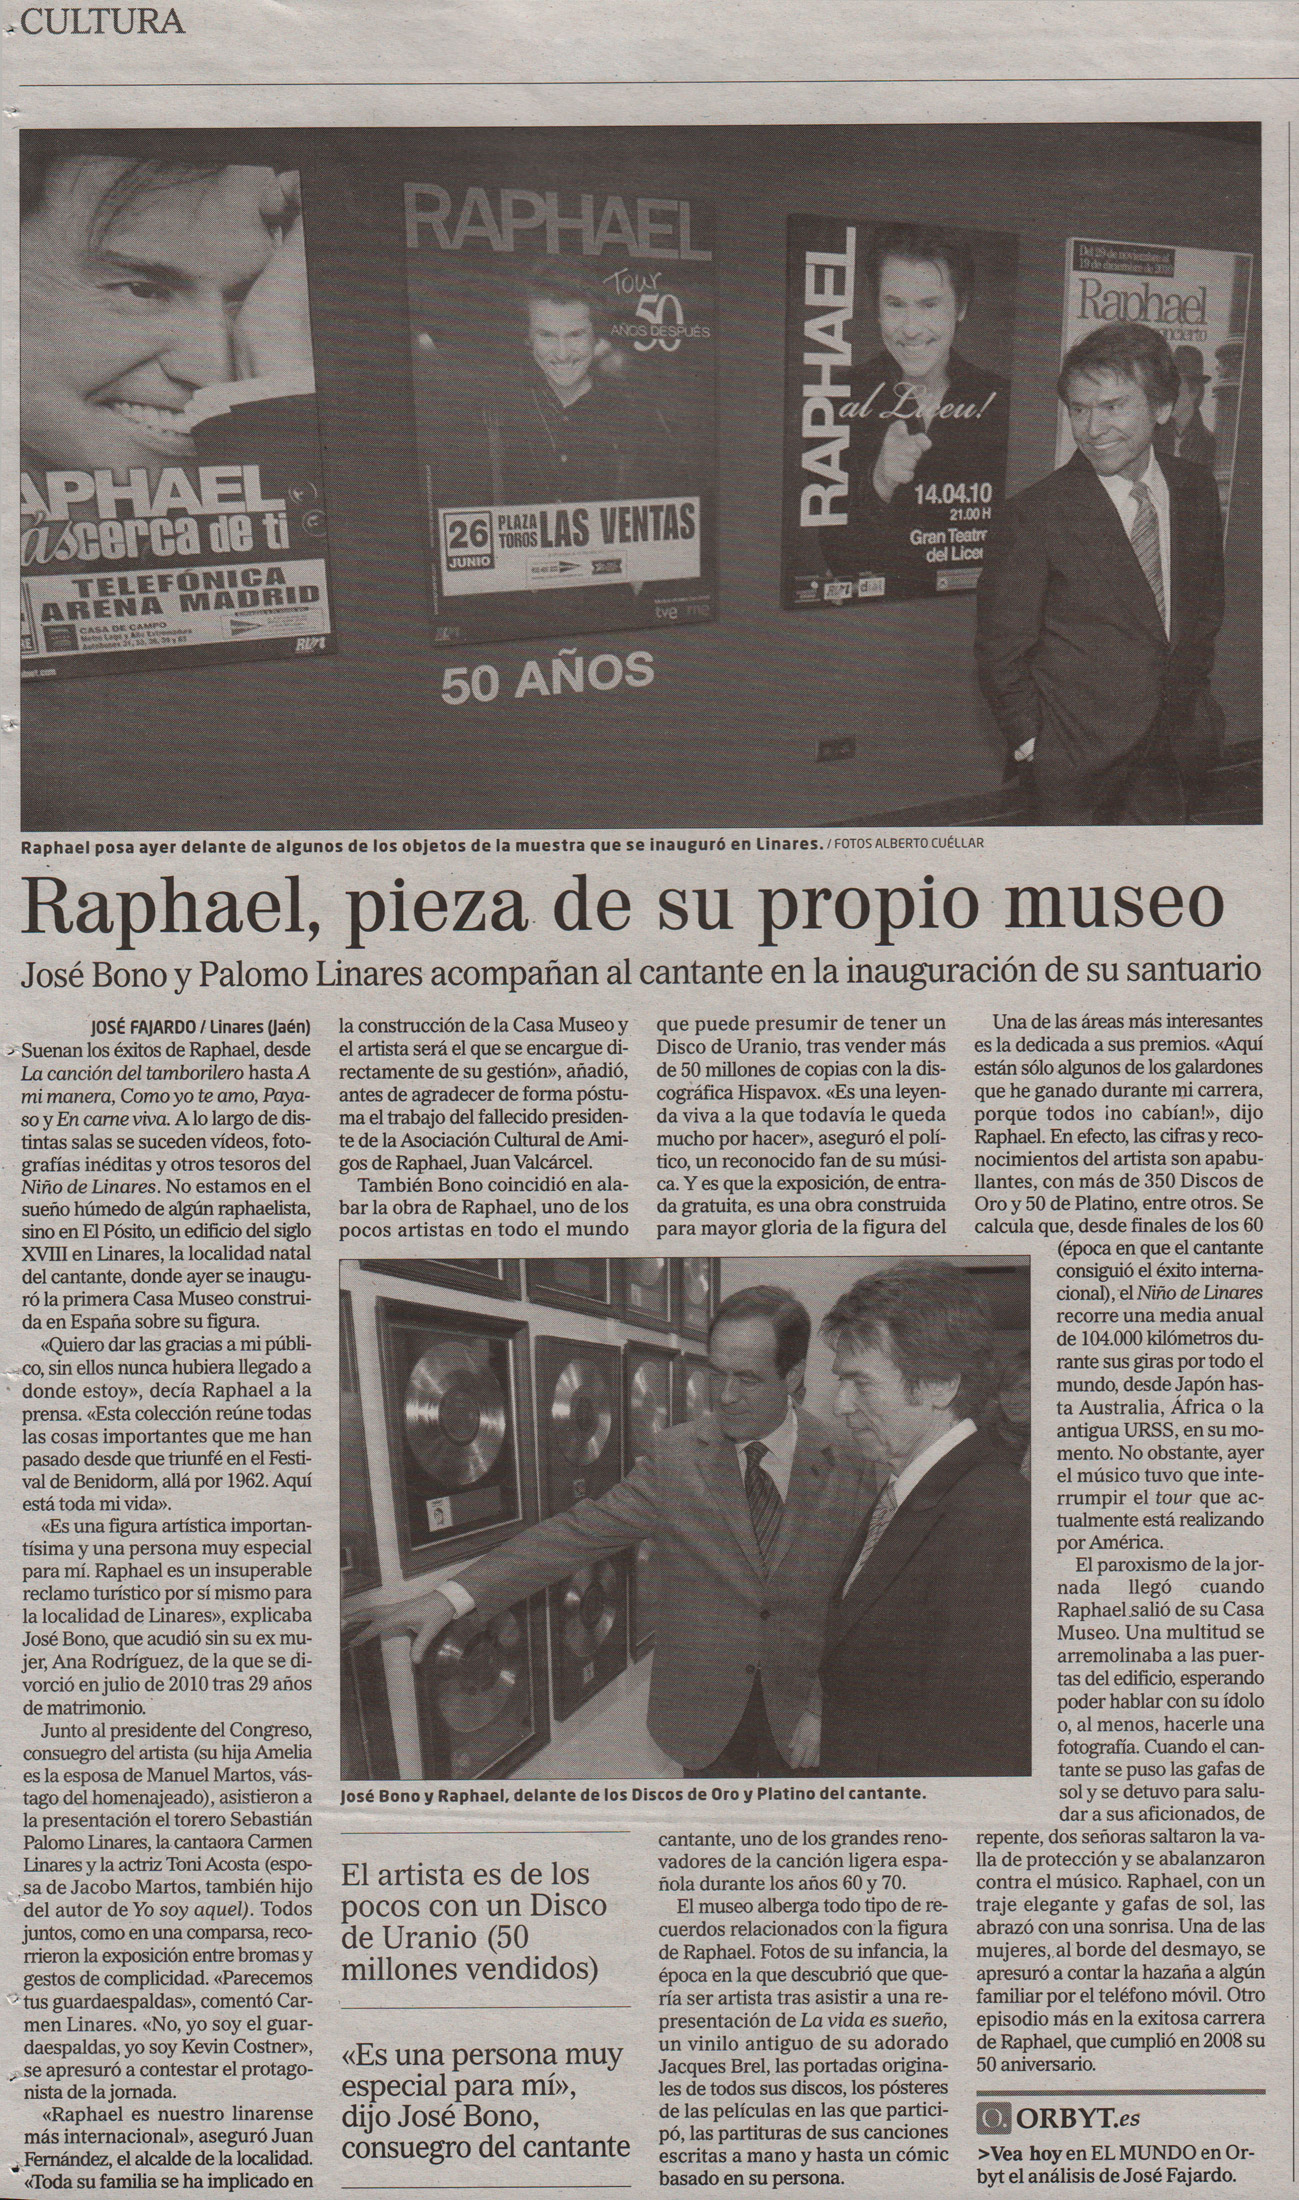 CULTURA
APHAEL
áscerca de ti
TELEFÓNICA
ARENA MADRID
CASA DE CAMPO
RAPHAEL
Tour
50
AÑOS DESPUÉS
26
JUNIO
PLAZA
TOROS
LAS VENTAS
tve rne
50 AÑOS
RAPHAEL
al Liceu!
14.04.10
21.00 H
Gran Teatr
del Licer
Del 29 de noviembre al
19 de diciembre de 20
Raphael
oncierto
Raphael posa ayer delante de algunos de los objetos de la muestra que se inauguró en Linares. / FOTOS ALBERTO CUÉLLAR
Raphael, pieza de su propio museo
José Bono y Palomo Linares acompañan al cantante en la inauguración de su santuario
JOSÉ FAJARDO / Linares (Jaén)
Suenan los éxitos de Raphael, desde
La canción del tamborilero hasta A
mi manera, Como yo te amo, Paya-
so y En carne viva. A lo largo de dis-
tintas salas se suceden vídeos, foto-
grafías inéditas y otros tesoros del
Niño de Linares. No estamos en el
sueño húmedo de algún raphaelista,
sino en El Pósito, un edificio del siglo
XVIII en Linares, la localidad natal
del cantante, donde ayer se inaugu-
ró la primera Casa Museo construi-
da en España sobre su figura.
«Quiero dar las gracias a mi públi-
co, sin ellos nunca hubiera llegado a
donde estoy», decía Raphael a la
prensa. «Esta colección reúne todas
las cosas importantes que me han
pasado desde que triunfé en el Festi-
val de Benidorm, allá por 1962. Aquí
está toda mi vida».
«Es una figura artística importan-
tísima y una persona muy especial
para mí. Raphael es un insuperable
reclamo turístico por sí mismo para
la localidad de Linares», explicaba
José Bono, que acudió sin su ex mu-
jer, Ana Rodríguez, de la que se di-
vorció en julio de 2010 tras 29 años
de matrimonio.
Junto al presidente del Congreso,
consuegro del artista (su hija Amelia
es la esposa de Manuel Martos, vás-
tago del homenajeado), asistieron a
la presentación el torero Sebastián
Palomo Linares, la cantaora Carmen
Linares y la actriz Toni Acosta (espo-
sa de Jacobo Martos, también hijo
del autor de Yo soy aquel). Todos
juntos, como en una comparsa, reco-
rrieron la exposición entre bromas y
gestos de complicidad. «Parecemos
tus guardaespaldas», comentó Car-
men Linares. «No, yo soy el guar-
daespaldas, yo soy Kevin Costner»,
se apresuró a contestar el protago-
nista de la jornada.
«Raphael es nuestro linarense
más internacional», aseguró Juan
Fernández, el alcalde de la localidad.
«Toda su familia se ha implicado en
la construcción de la Casa Museo y
el artista será el que se encargue di-
rectamente de su gestión», añadió,
antes de agradecer de forma póstu-
ma el trabajo del fallecido presiden-
te de la Asociación Cultural de Ami-
gos de Raphael, Juan Valcárcel.
También Bono coincidió en ala-
bar la obra de Raphael, uno de los
pocos artistas en todo el mundo
que puede presumir de tener un
Disco de Uranio, tras vender más
de 50 millones de copias con la dis-
cográfica Hispavox. «Es una leyen-
da viva a la que todavía le queda
mucho por hacer», aseguró el polí-
tico, un reconocido fan de su músi-
ca. Y es que la exposición, de entra-
da gratuita, es una obra construida
para mayor gloria de la figura del
José Bono y Raphael, delante de los Discos de Oro y Platino del cantante.
El artista es de los
pocos con un Disco
de Uranio (50
millones vendidos)
«Es una persona muy
especial para mí»,
dijo José Bono,
consuegro del cantante
cantante, uno de los grandes reno-
vadores de la canción ligera espa-
ñola durante los años 60 y 70.
El museo alberga todo tipo de re-
cuerdos relacionados con la figura
de Raphael. Fotos de su infancia, la
época en la que descubrió que que-
ría ser artista tras asistir a una re-
presentación de La vida es sueño,
un vinilo antiguo de su adorado
Jacques Brel, las portadas origina-
les de todos sus discos, los pósteres
de las películas en las que partici-
pó, las partituras de sus canciones
escritas a mano y hasta un cómic
basado en su persona.
Una de las áreas más interesantes
es la dedicada a sus premios. «Aquí
están sólo algunos de los galardones
que he ganado durante mi carrera,
porque todos ¡no cabían!», dijo
Raphael. En efecto, las cifras y reco-
nocimientos del artista son apabu-
llantes, con más de 350 Discos de
Oro y 50 de Platino, entre otros. Se
calcula que, desde finales de los 60
(época en que el cantante
consiguió el éxito interna-
cional), el Niño de Linares
recorre una media anual
de 104.000 kilómetros du-
rante sus giras por todo el
mundo, desde Japón has-
ta Australia, África o la
antigua URSS, en su mo-
mento. No obstante, ayer
el músico tuvo que inte-
rrumpir el tour que ac-
tualmente está realizando
por América.
El paroxismo de la jor-
nada llegó cuando
Raphael salió de su Casa
Museo. Una multitud se
arremolinaba a las puer-
tas del edificio, esperando
poder hablar con su ídolo
o, al menos, hacerle una
fotografía. Cuando el can-
tante se puso las gafas de
sol y se detuvo para salu-
dar a sus aficionados, de
repente, dos señoras saltaron la va-
lla de protección y se abalanzaron
contra el músico. Raphael, con un
traje elegante y gafas de sol, las
abrazó con una sonrisa. Una de las
mujeres, al borde del desmayo, se
apresuró a contar la hazaña a algún
familiar por el teléfono móvil. Otro
episodio más en la exitosa carrera
de Raphael, que cumplió en 2008 su
50 aniversario.
O. ORBYT.es
>Vea hoy en EL MUNDO en Or-
byt el análisis de José Fajardo.